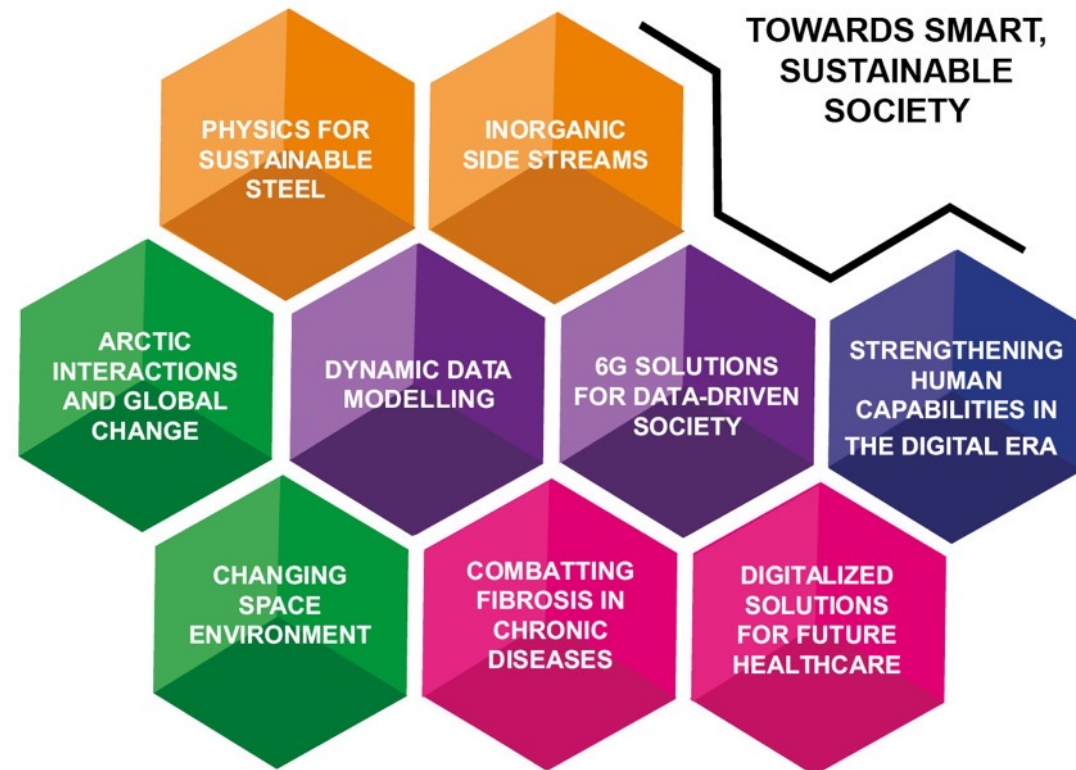 TOWARDS SMART,
SUSTAINABLE
SOCIETY
PHYSICS FOR
SUSTAINABLE
STEEL
INORGANIC
SIDE STREAMS
ARCTIC
INTERACTIONS
AND GLOBAL
CHANGE
DYNAMIC DATA
MODELLING
6G SOLUTIONS
FOR DATA-DRIVEN
SOCIETY
STRENGTHENING
HUMAN
CAPABILITIES IN
THE DIGITAL ERA
CHANGING
SPACE
ENVIRONMENT
COMBATTING
FIBROSIS IN
CHRONIC
DISEASES
DIGITALIZED
SOLUTIONS
FOR FUTURE
HEALTHCARE